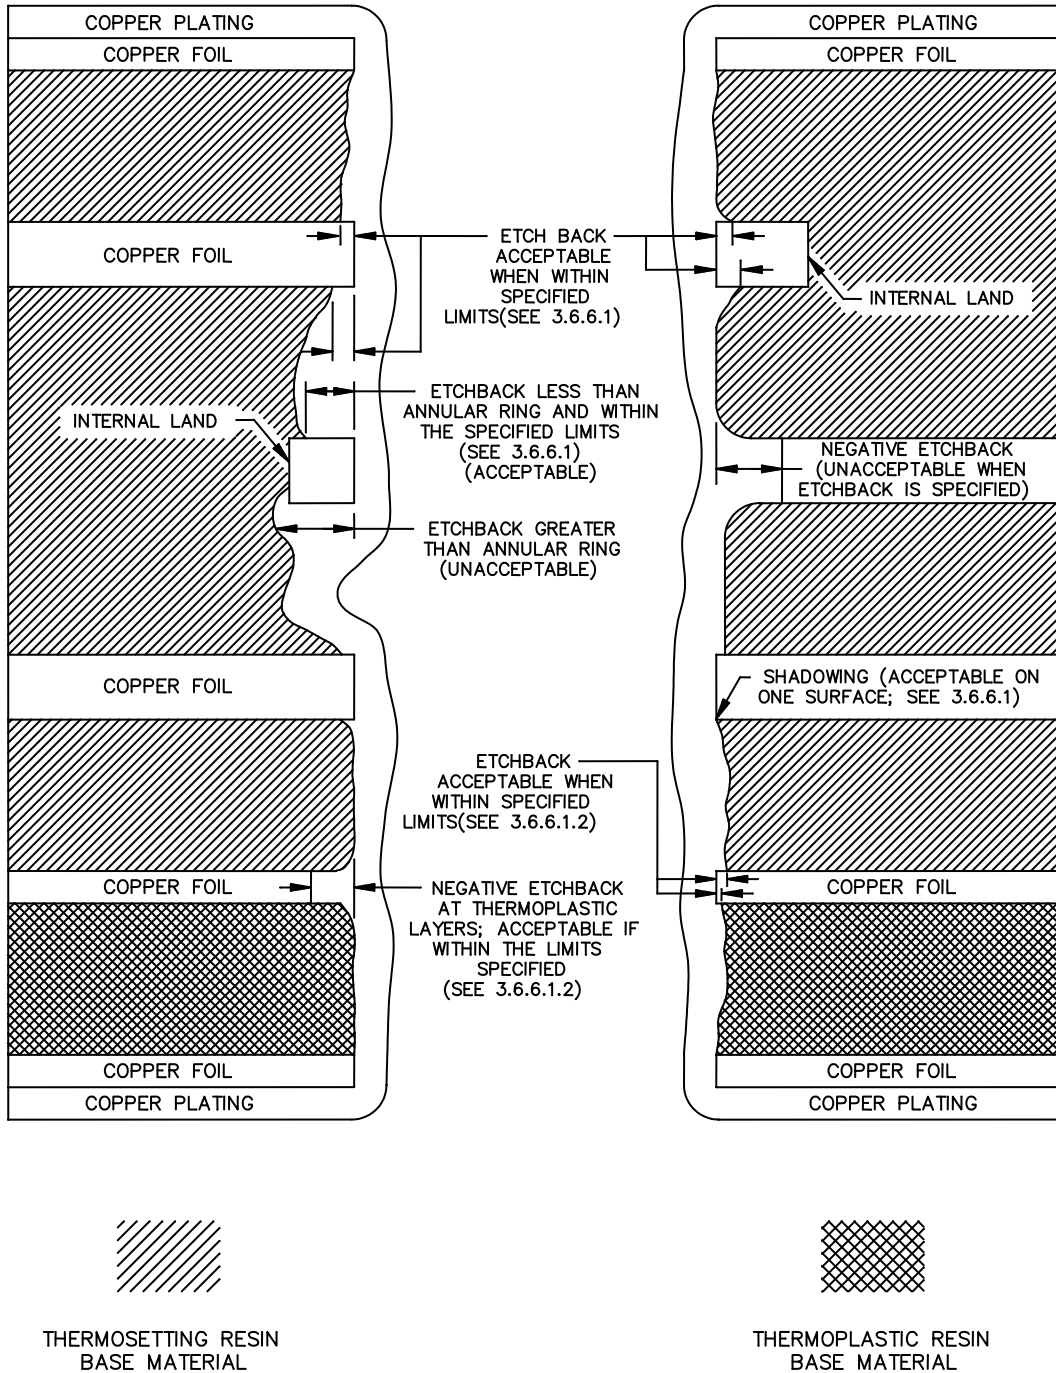 COPPER PLATING
COPPER FOIL
COPPER PLATING
COPPER FOIL
COPPER FOIL
ETCH BACK
ACCEPTABLE
WHEN WITHIN
SPECIFIED
LIMITS(SEE 3.6.6.1)
INTERNAL LAND
ETCHBACK LESS THAN
ANNULAR RING AND WITHIN
THE SPECIFIED LIMITS
(SEE 3.6.6.1)
(ACCEPTABLE)
INTERNAL LAND
NEGATIVE ETCHBACK
(UNACCEPTABLE WHEN
ETCHBACK IS SPECIFIED)
ETCHBACK GREATER
THAN ANNULAR RING
(UNACCEPTABLE)
COPPER FOIL
SHADOWING (ACCEPTABLE ON
ONE SURFACE; SEE 3.6.6.1)
ETCHBACK
ACCEPTABLE WHEN
WITHIN SPECIFIED
LIMITS(SEE 3.6.6.1.2)
COPPER FOIL
NEGATIVE ETCHBACK
AT THERMOPLASTIC
LAYERS; ACCEPTABLE IF
WITHIN THE LIMITS
SPECIFIED
(SEE 3.6.6.1.2)
COPPER FOIL
COPPER FOIL
COPPER PLATING
COPPER FOIL
COPPER PLATING
THERMOSETTING RESIN
BASE MATERIAL
THERMOPLASTIC RESIN
BASE MATERIAL